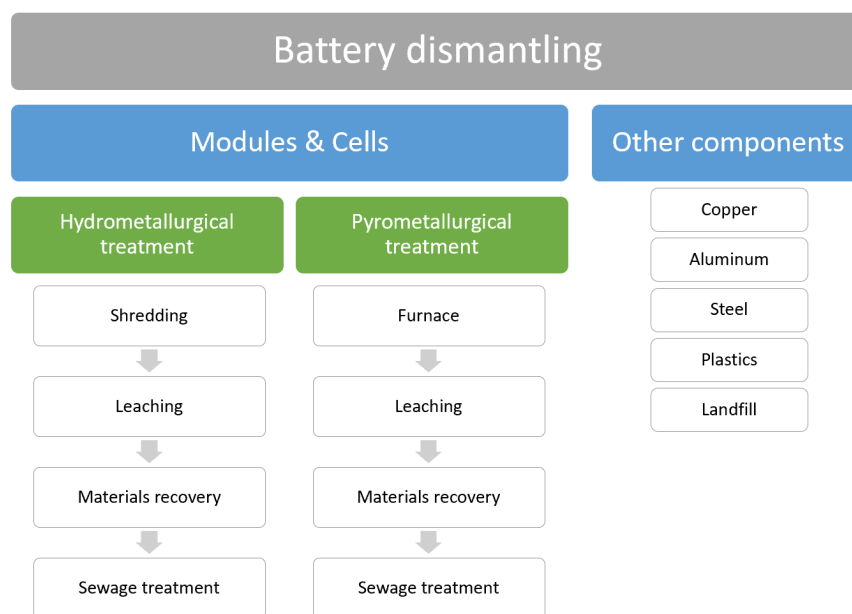 Battery dismantling
Modules & Cells
Other components
Hydrometallurgical
treatment
Pyrometallurgical
treatment
Shredding
Leaching
Materials recovery
Sewage treatment
Furnace
Leaching
Materials recovery
Sewage treatment
Copper
Aluminum
Steel
Plastics
Landfill